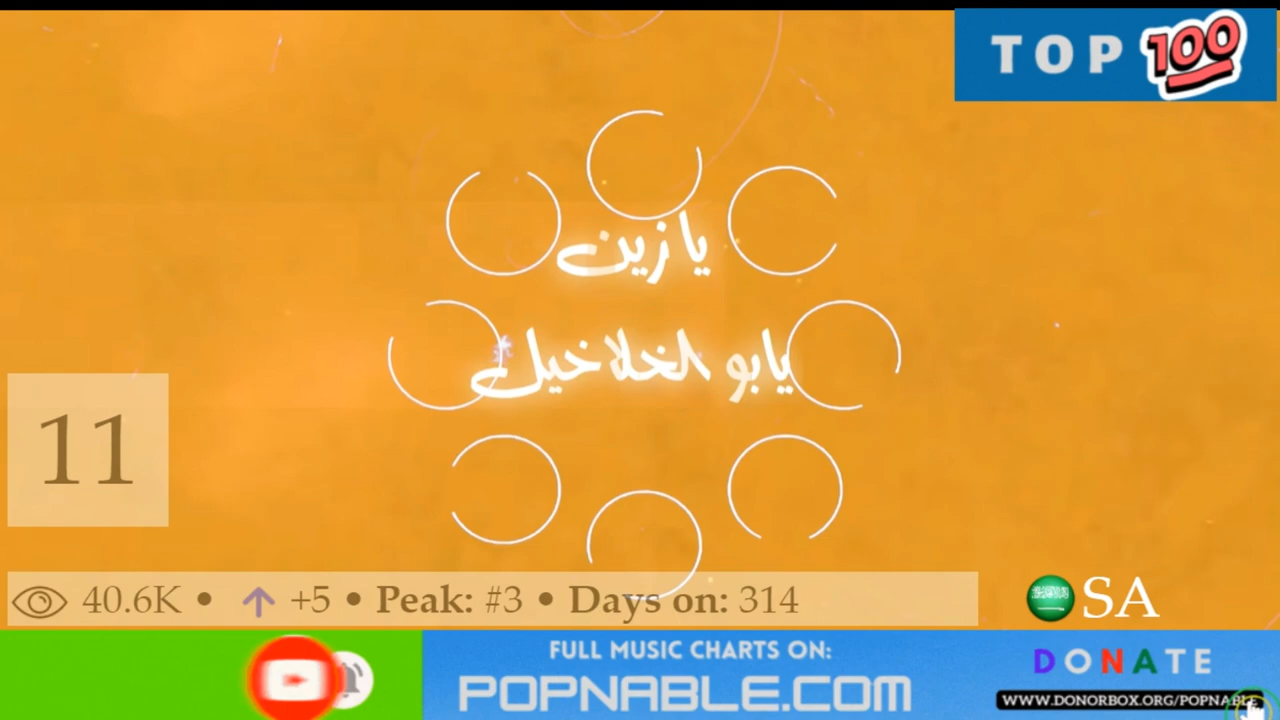 TOP 100
يا زين
يابو الخلاخيل
11
40.6K • ↑ +5 • Peak: #3 • Days on: 314
SA
FULL MUSIC CHARTS ON:
POPNABLE.COM
DONATE
WWW.DONORBOX.ORG/POPNABLE